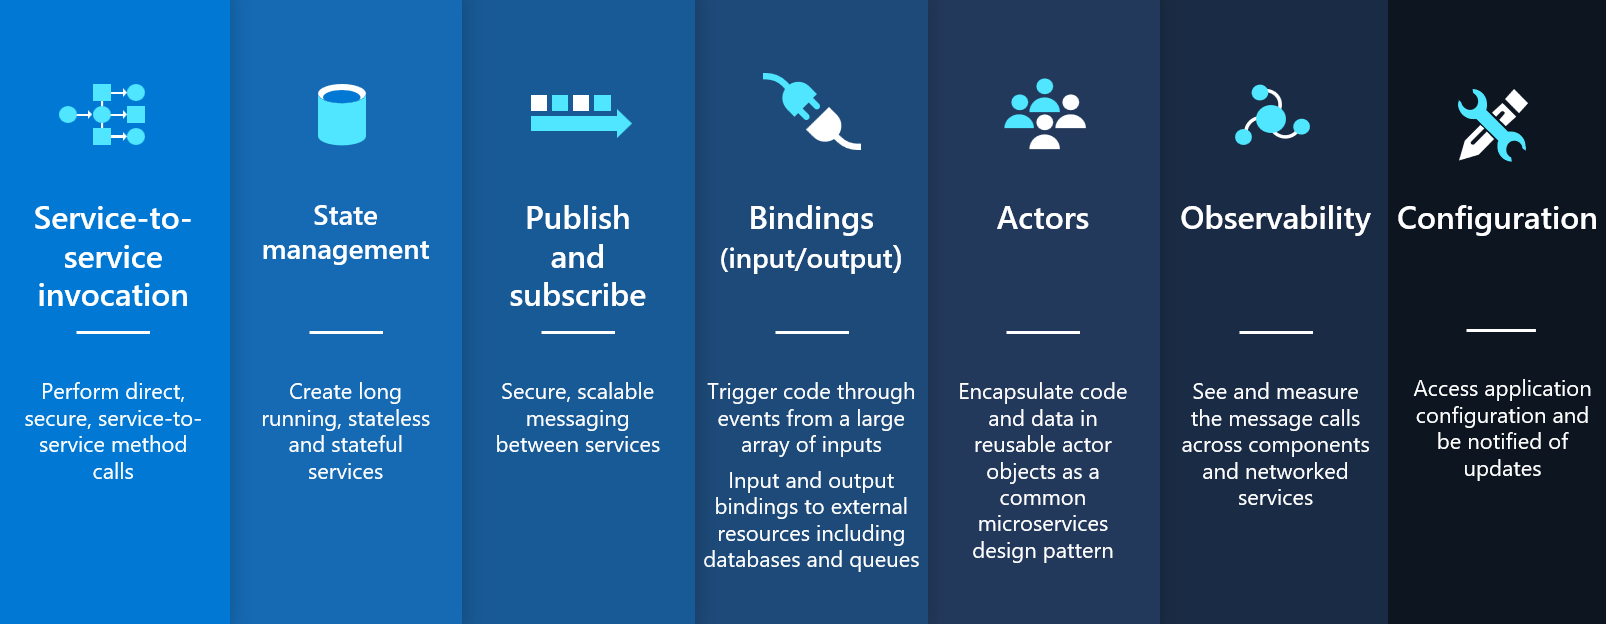 Service-to-
service
invocation
Perform direct,
secure, service-to-
service method
calls
State
management
Create long
running, stateless
and stateful
services
Publish
and
subscribe
Secure, scalable
messaging
between services
Bindings
(input/output)
Trigger code through
events from a large
array of inputs
Input and output
bindings to external
resources including
databases and queues
Actors
Encapsulate code
and data in
reusable actor
objects as a
common
microservices
design pattern
Observability
See and measure
the message calls
across components
and networked
services
Configuration
Access application
configuration and
be notified of
updates